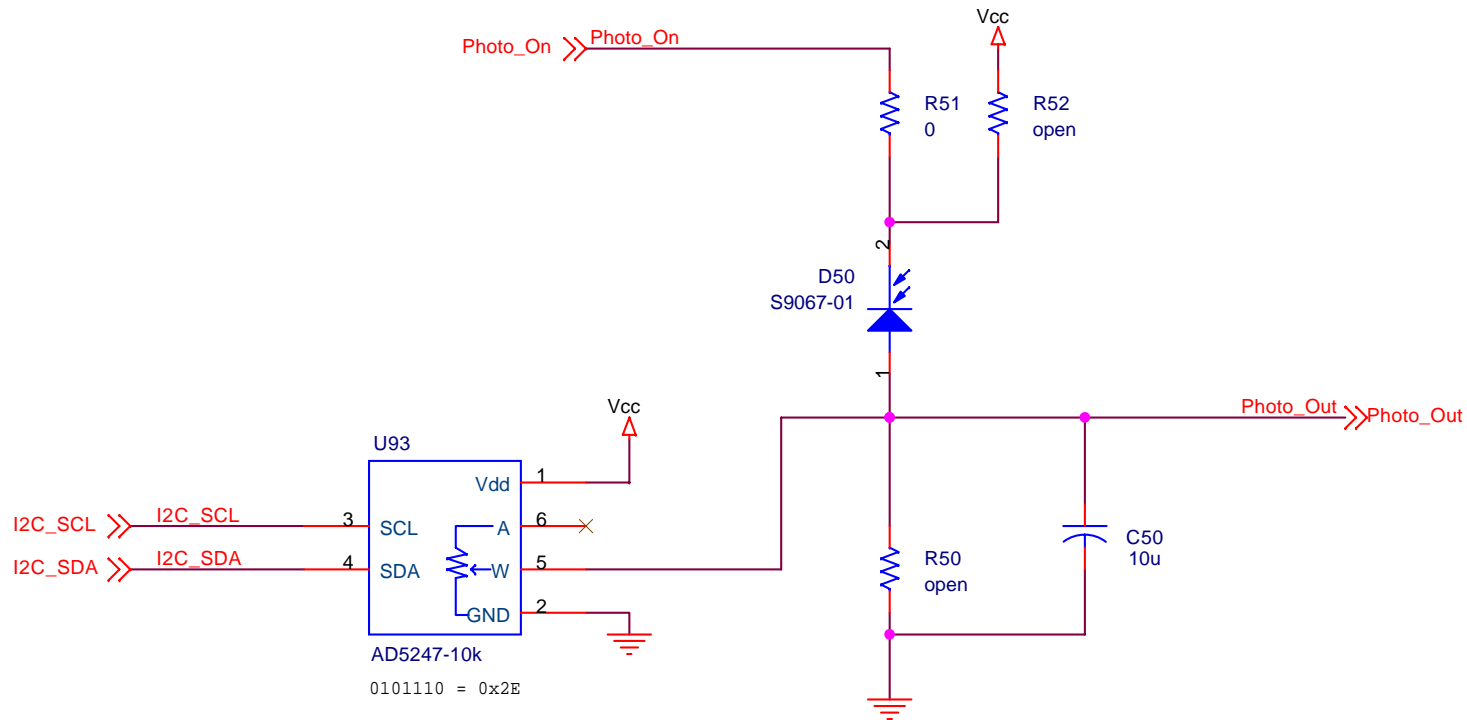 Vcc
Photo_On Photo_On
R51
0
R52
open
2
D50
S9067-01
1
Vcc
Photo_Out Photo_Out
U93
Vdd 1
I2C_SCL I2C_SCL 3 SCL
A 6
I2C_SDA I2C_SDA 4 SDA
W 5
GND 2
C50
10u
R50
open
AD5247-10k
0101110 = 0x2E